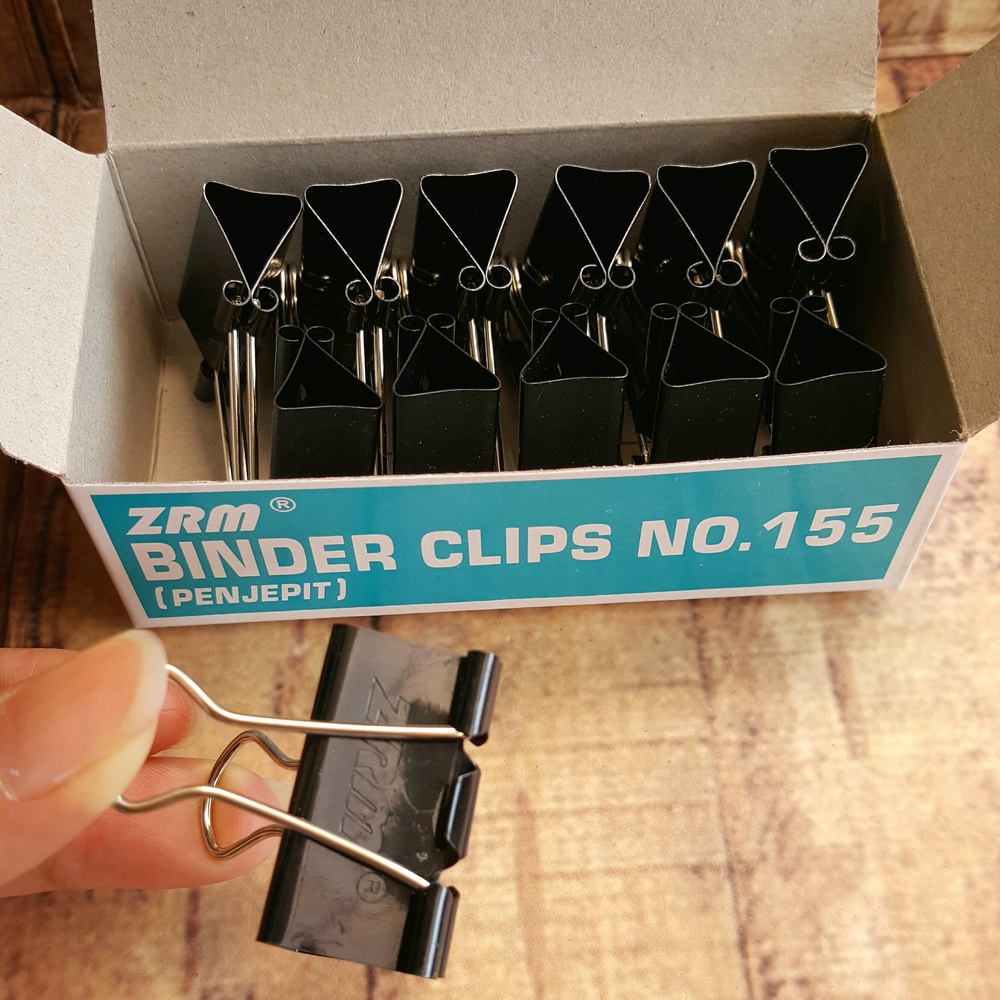 ZRM ®
BINDER CLIPS NO.155
(PENJEPIT)
ZRM ®